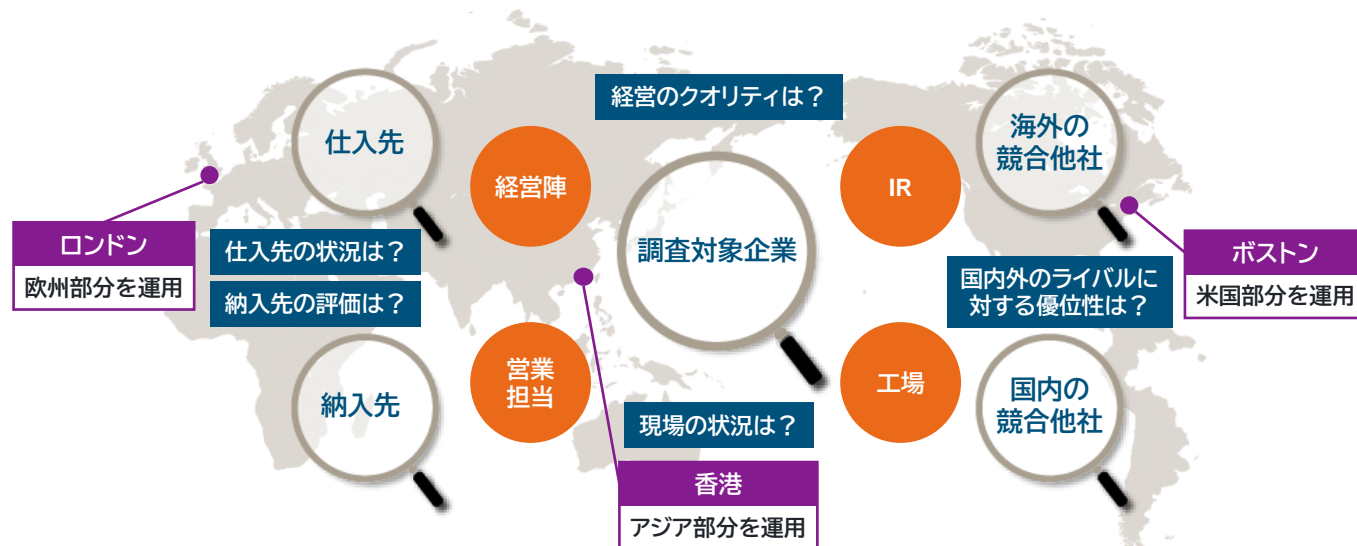 経営のクオリティは？
仕入先
海外の
競合他社
経営陣
IR
調査対象企業
ロンドン
欧州部分を運用
仕入先の状況は？
納入先の評価は？
国内外のライバルに
対する優位性は？
ボストン
米国部分を運用
納入先
営業
担当
工場
国内の
競合他社
現場の状況は？
香港
アジア部分を運用